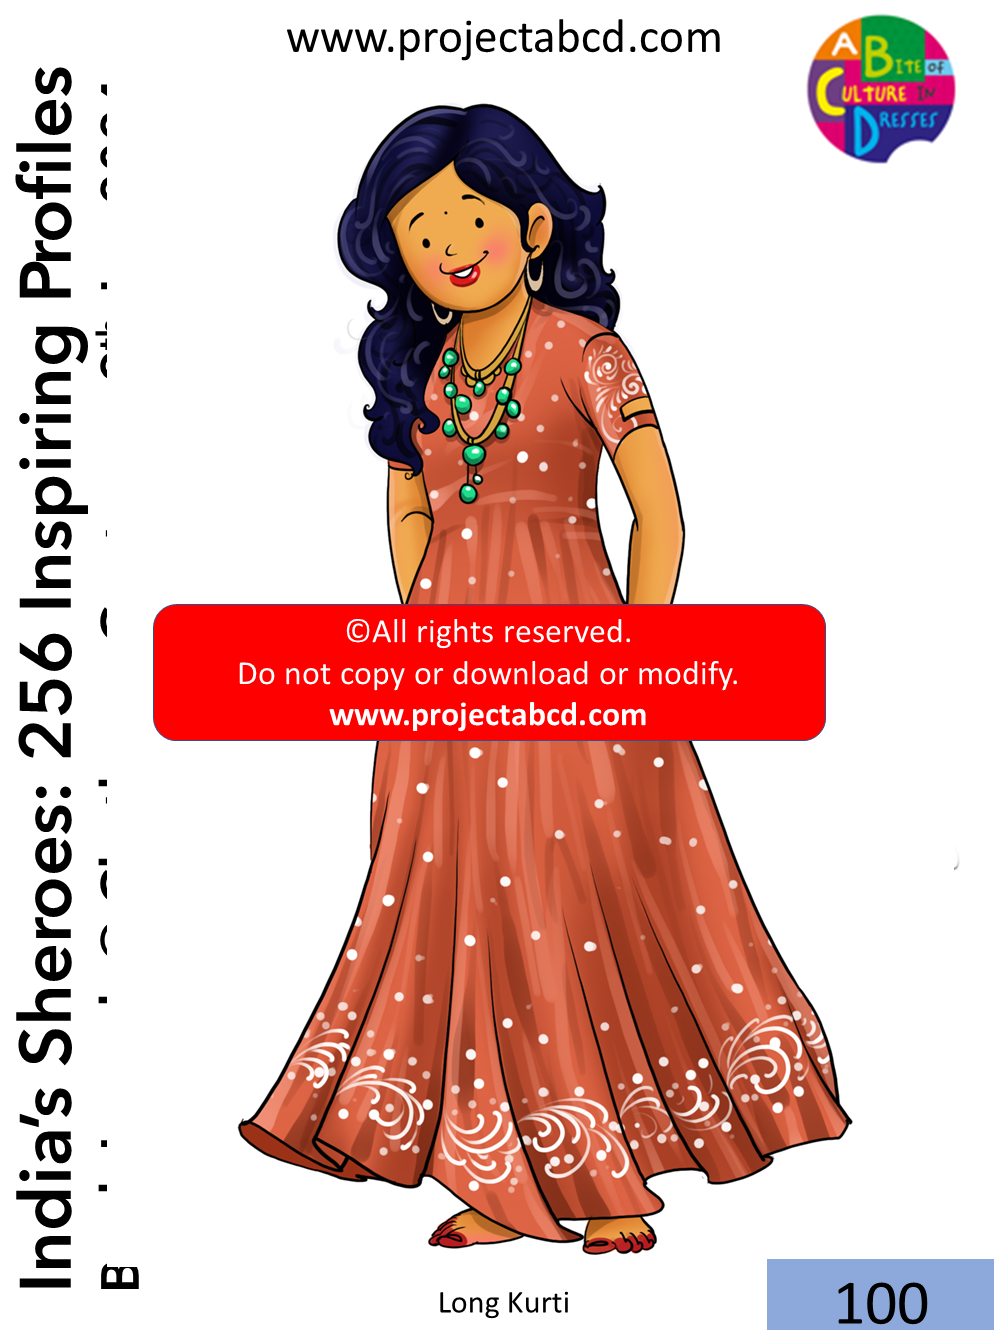 www.projectabcd.com
A
BITE OF
CULTURE IN
DRESSES
India's Sheroes: 256 Inspiring Profiles
©All rights reserved.
Do not copy or download or modify.
www.projectabcd.com
Long Kurti
100